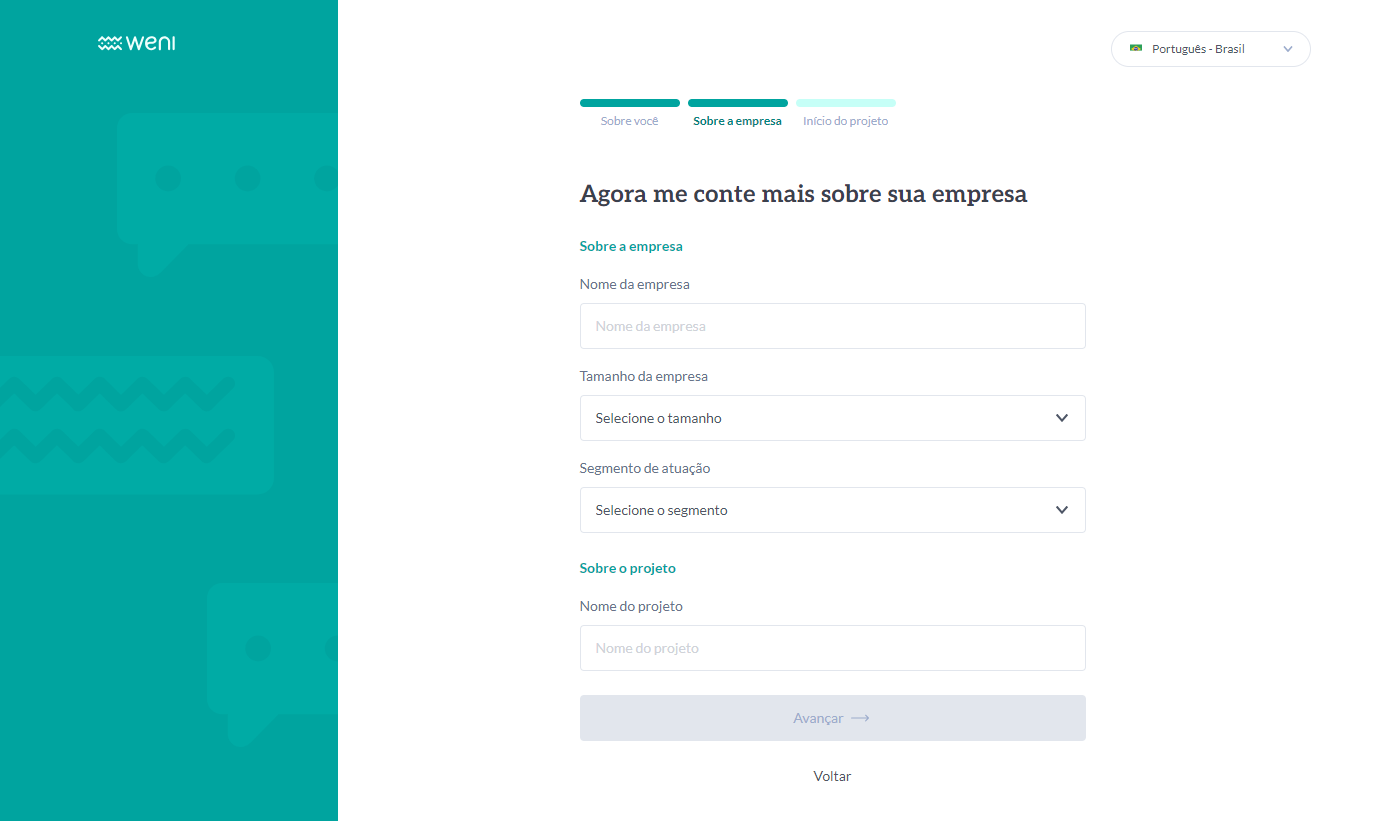 weni
Português - Brasil
Sobre você
Sobre a empresa
Início do projeto
Agora me conte mais sobre sua empresa
Sobre a empresa
Nome da empresa
Nome da empresa
Tamanho da empresa
Selecione o tamanho
Segmento de atuação
Selecione o segmento
Sobre o projeto
Nome do projeto
Nome do projeto
Avançar
Voltar